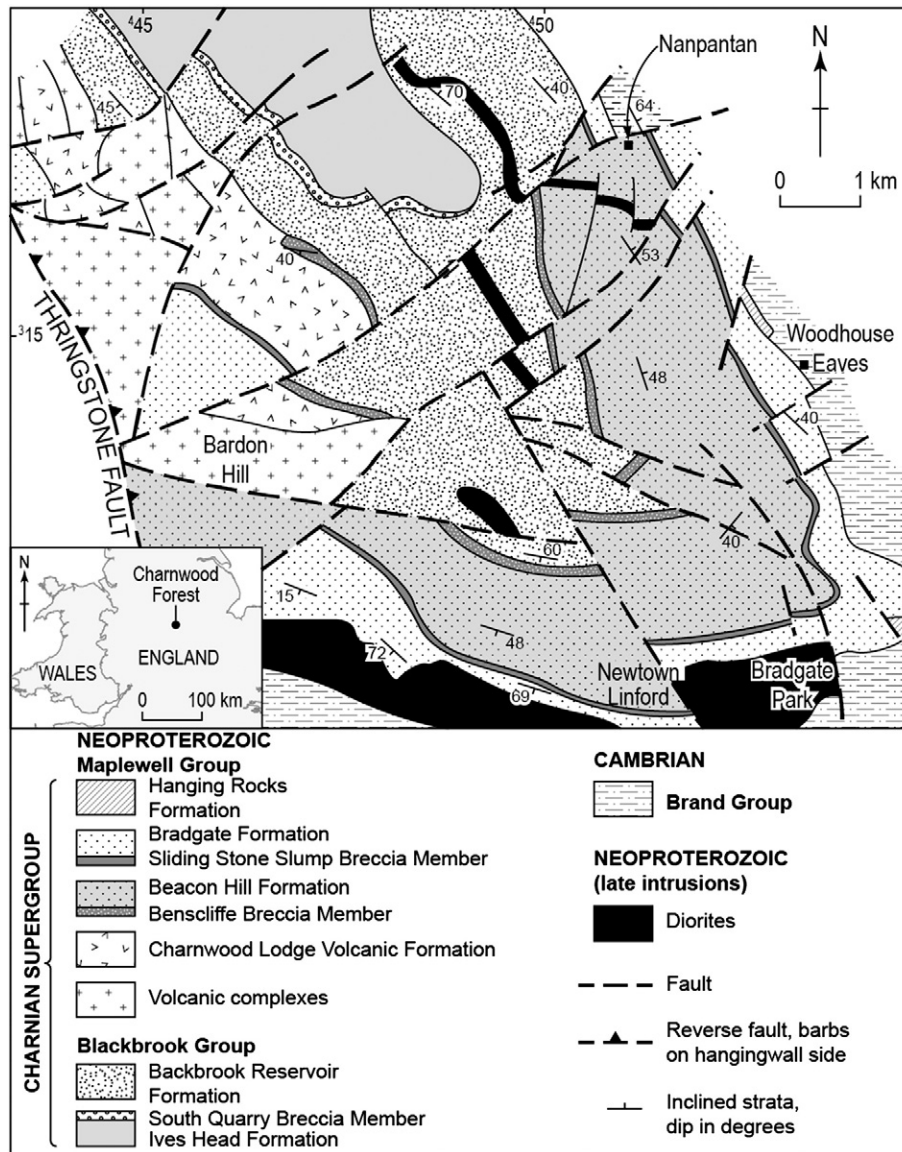 ⁴45
50
Nanpantan
N
70
40
64
45
0 1 km
40
53
³15
Woodhouse
Eaves
THRINGSTONE FAULT
48
40
Bardon
Hill
60
40
N
Charnwood
Forest
15
WALES
ENGLAND
0 100 km
72
48
69
Newtown
Linford
Bradgate
Park
NEOPROTEROZOIC
Maplewell Group
Hanging Rocks
Formation
Bradgate Formation
Sliding Stone Slump Breccia Member
Beacon Hill Formation
Benscliffe Breccia Member
Charnwood Lodge Volcanic Formation
Volcanic complexes
Blackbrook Group
Backbrook Reservoir
Formation
South Quarry Breccia Member
Ives Head Formation
CHARNIAN SUPERGROUP
CAMBRIAN
Brand Group
NEOPROTEROZOIC
(late intrusions)
Diorites
Fault
Reverse fault, barbs
on hangingwall side
Inclined strata,
dip in degrees